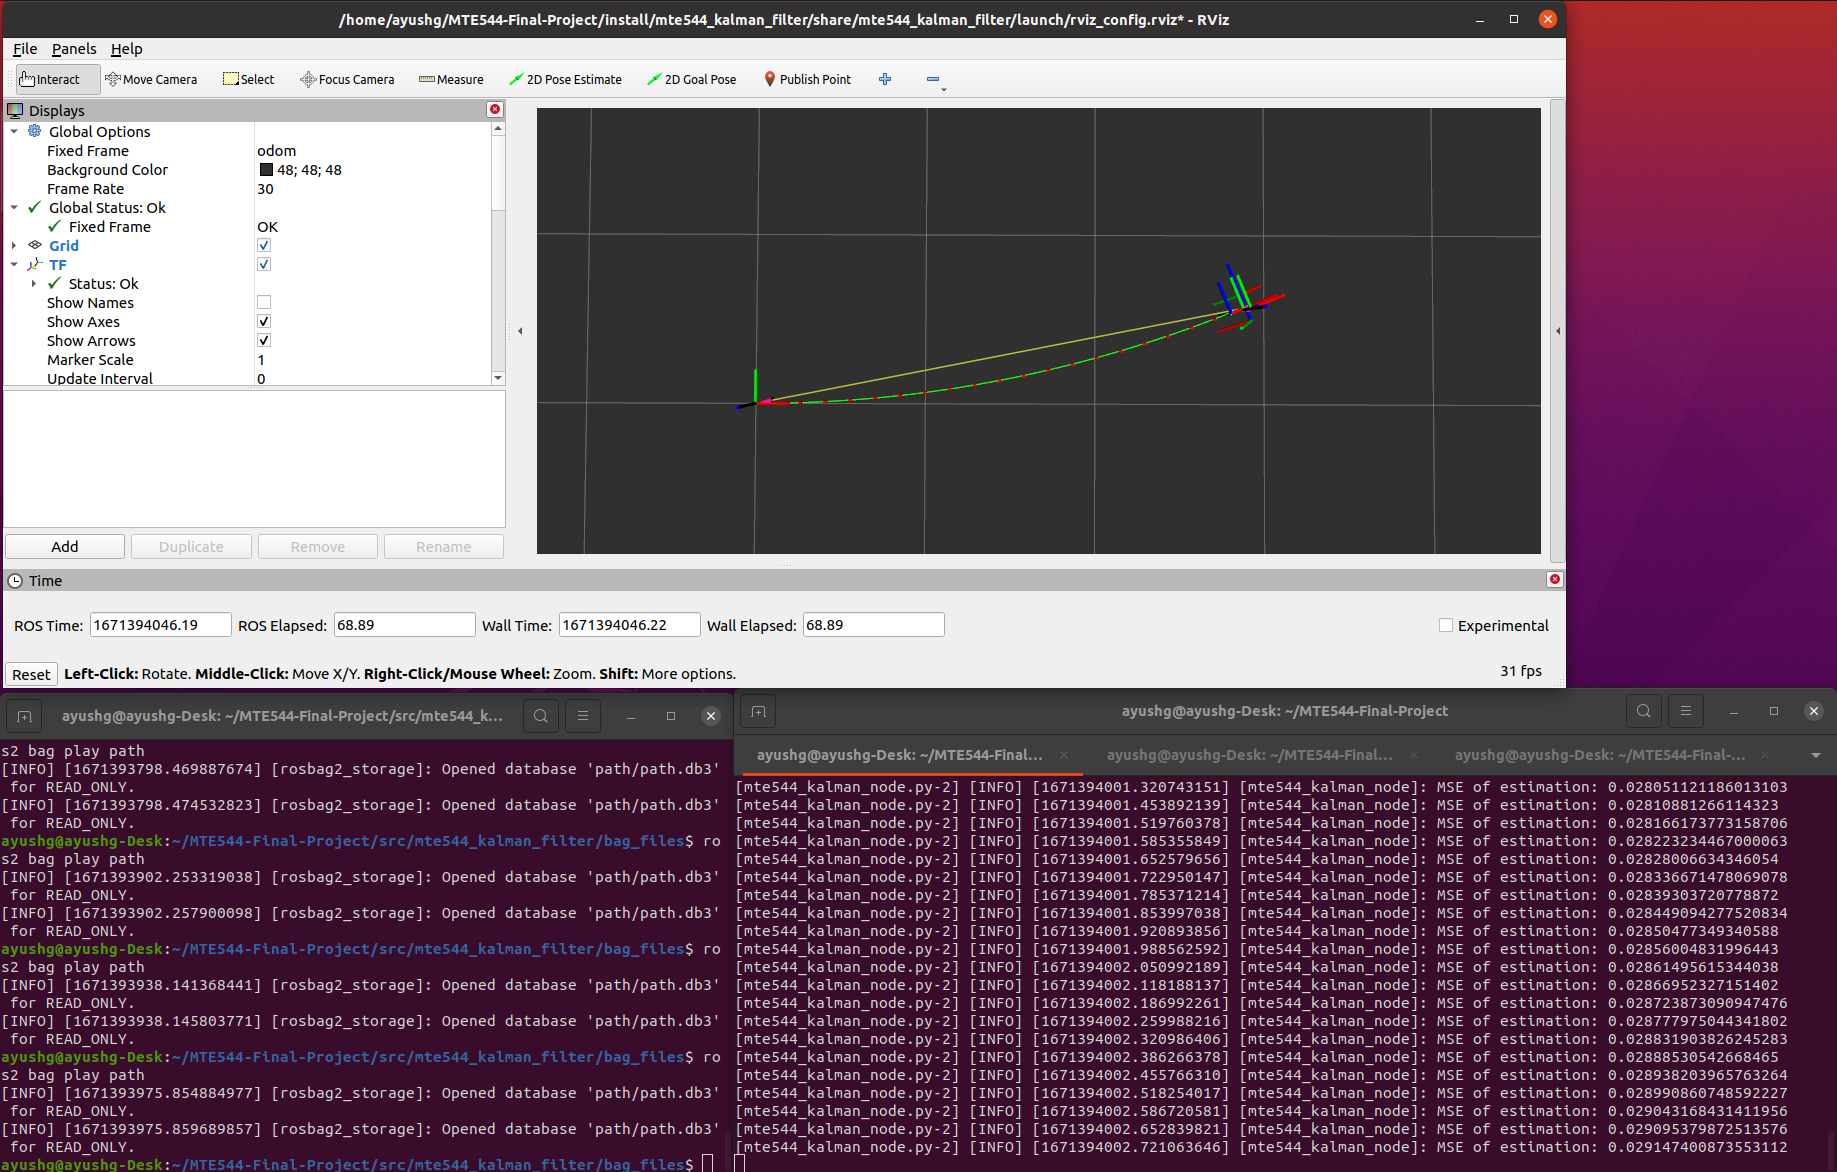 /home/ayushg/MTE544-Final-Project/install/mte544_kalman_filter/share/mte544_kalman_filter/launch/rviz_config.rviz* - RViz
File Panels Help
Interact Move Camera Select Focus Camera Measure 2D Pose Estimate 2D Goal Pose Publish Point
Displays
Global Options
Fixed Frame odom
Background Color 48; 48; 48
Frame Rate 30
Global Status: Ok
Fixed Frame OK
Grid
TF
Status: Ok
Show Names
Show Axes
Show Arrows
Marker Scale 1
Update Interval 0
Add Duplicate Remove Rename
Time
ROS Time: 1671394046.19 ROS Elapsed: 68.89 Wall Time: 1671394046.22 Wall Elapsed: 68.89 Experimental
Reset Left-Click: Rotate. Middle-Click: Move X/Y. Right-Click/Mouse Wheel: Zoom. Shift: More options. 31 fps
ayushg@ayushg-Desk: ~/MTE544-Final-Project/src/mte544_k...
s2 bag play path
[INFO] [1671393798.469887674] [rosbag2_storage]: Opened database 'path/path.db3'
for READ_ONLY.
[INFO] [1671393798.474532823] [rosbag2_storage]: Opened database 'path/path.db3'
for READ_ONLY.
ayushg@ayushg-Desk:~/MTE544-Final-Project/src/mte544_kalman_filter/bag_files$ ro
s2 bag play path
[INFO] [1671393902.253319038] [rosbag2_storage]: Opened database 'path/path.db3'
for READ_ONLY.
[INFO] [1671393902.257900098] [rosbag2_storage]: Opened database 'path/path.db3'
for READ_ONLY.
ayushg@ayushg-Desk:~/MTE544-Final-Project/src/mte544_kalman_filter/bag_files$ ro
s2 bag play path
[INFO] [1671393938.141368441] [rosbag2_storage]: Opened database 'path/path.db3'
for READ_ONLY.
[INFO] [1671393938.145803771] [rosbag2_storage]: Opened database 'path/path.db3'
for READ_ONLY.
ayushg@ayushg-Desk:~/MTE544-Final-Project/src/mte544_kalman_filter/bag_files$ ro
s2 bag play path
[INFO] [1671393975.854884977] [rosbag2_storage]: Opened database 'path/path.db3'
for READ_ONLY.
[INFO] [1671393975.859689857] [rosbag2_storage]: Opened database 'path/path.db3'
for READ_ONLY.
ayushg@ayushg-Desk:~/MTE544-Final-Project/src/mte544_kalman_filter/bag_files$
ayushg@ayushg-Desk: ~/MTE544-Final-Project
ayushg@ayushg-Desk: ~/MTE544-Final... ayushg@ayushg-Desk: ~/MTE544-Final... ayushg@ayushg-Desk: ~/MTE544-Final-...
[mte544_kalman_node.py-2] [INFO] [1671394001.320743151] [mte544_kalman_node]: MSE of estimation: 0.028051121186013103
[mte544_kalman_node.py-2] [INFO] [1671394001.453892139] [mte544_kalman_node]: MSE of estimation: 0.02810881266114323
[mte544_kalman_node.py-2] [INFO] [1671394001.519760378] [mte544_kalman_node]: MSE of estimation: 0.028166173773158706
[mte544_kalman_node.py-2] [INFO] [1671394001.585355849] [mte544_kalman_node]: MSE of estimation: 0.028223234467000063
[mte544_kalman_node.py-2] [INFO] [1671394001.652579656] [mte544_kalman_node]: MSE of estimation: 0.02828006634346054
[mte544_kalman_node.py-2] [INFO] [1671394001.722950147] [mte544_kalman_node]: MSE of estimation: 0.028336671478069078
[mte544_kalman_node.py-2] [INFO] [1671394001.785371214] [mte544_kalman_node]: MSE of estimation: 0.02839303720778872
[mte544_kalman_node.py-2] [INFO] [1671394001.853997038] [mte544_kalman_node]: MSE of estimation: 0.028449094277520834
[mte544_kalman_node.py-2] [INFO] [1671394001.920893856] [mte544_kalman_node]: MSE of estimation: 0.02850477349340588
[mte544_kalman_node.py-2] [INFO] [1671394001.988562592] [mte544_kalman_node]: MSE of estimation: 0.02856004831996443
[mte544_kalman_node.py-2] [INFO] [1671394002.050992189] [mte544_kalman_node]: MSE of estimation: 0.02861495615344038
[mte544_kalman_node.py-2] [INFO] [1671394002.118188137] [mte544_kalman_node]: MSE of estimation: 0.02866952327151402
[mte544_kalman_node.py-2] [INFO] [1671394002.186992261] [mte544_kalman_node]: MSE of estimation: 0.028723873090947476
[mte544_kalman_node.py-2] [INFO] [1671394002.259988216] [mte544_kalman_node]: MSE of estimation: 0.028777975044341802
[mte544_kalman_node.py-2] [INFO] [1671394002.320986406] [mte544_kalman_node]: MSE of estimation: 0.028831903826245283
[mte544_kalman_node.py-2] [INFO] [1671394002.386266378] [mte544_kalman_node]: MSE of estimation: 0.02888530542668465
[mte544_kalman_node.py-2] [INFO] [1671394002.455766310] [mte544_kalman_node]: MSE of estimation: 0.028938203965763264
[mte544_kalman_node.py-2] [INFO] [1671394002.518254017] [mte544_kalman_node]: MSE of estimation: 0.028990860748592227
[mte544_kalman_node.py-2] [INFO] [1671394002.586720581] [mte544_kalman_node]: MSE of estimation: 0.029043168431411956
[mte544_kalman_node.py-2] [INFO] [1671394002.652839821] [mte544_kalman_node]: MSE of estimation: 0.029095379872513576
[mte544_kalman_node.py-2] [INFO] [1671394002.721063646] [mte544_kalman_node]: MSE of estimation: 0.029147400873553112